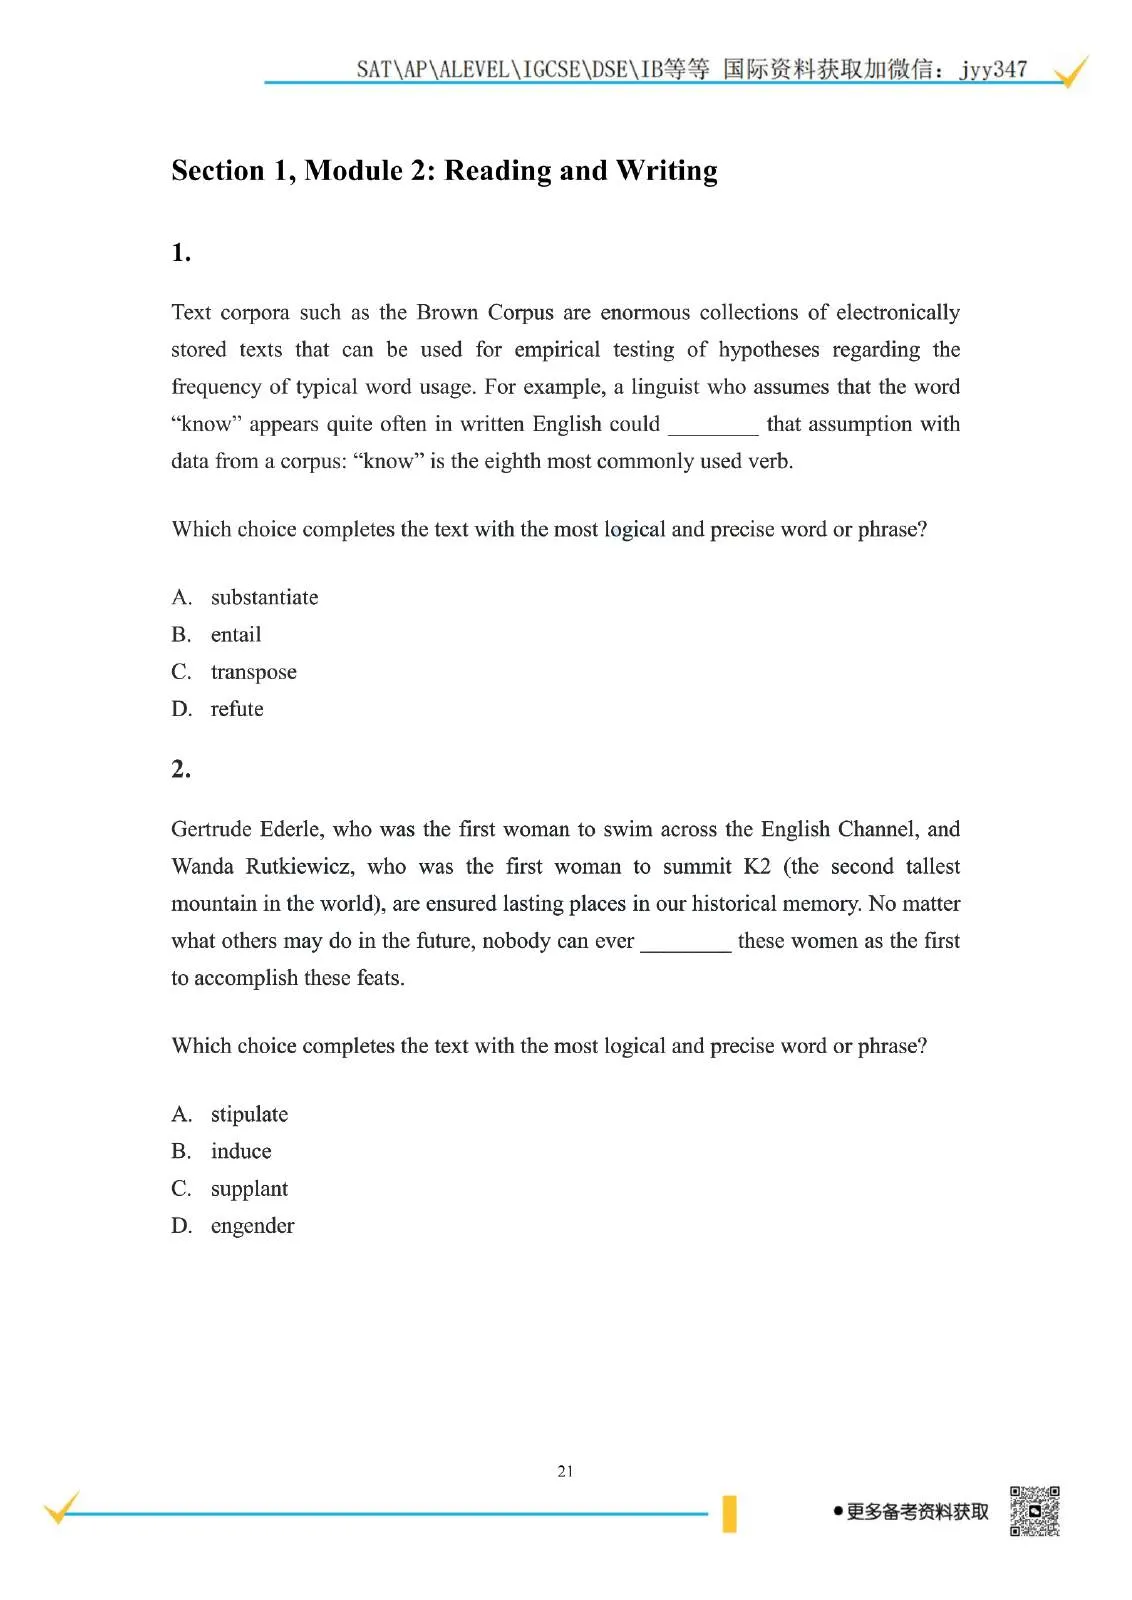 SAT\AP\ALEVEL\IGCSE\DSE\IB等等 国际资料获取加微信：jyy347
Section 1, Module 2: Reading and Writing
1.
Text corpora such as the Brown Corpus are enormous collections of electronically
stored texts that can be used for empirical testing of hypotheses regarding the
frequency of typical word usage. For example, a linguist who assumes that the word
“know” appears quite often in written English could ________ that assumption with
data from a corpus: “know” is the eighth most commonly used verb.
Which choice completes the text with the most logical and precise word or phrase?
A. substantiate
B. entail
C. transpose
D. refute
2.
Gertrude Ederle, who was the first woman to swim across the English Channel, and
Wanda Rutkiewicz, who was the first woman to summit K2 (the second tallest
mountain in the world), are ensured lasting places in our historical memory. No matter
what others may do in the future, nobody can ever ________ these women as the first
to accomplish these feats.
Which choice completes the text with the most logical and precise word or phrase?
A. stipulate
B. induce
C. supplant
D. engender
21
●更多备考资料获取